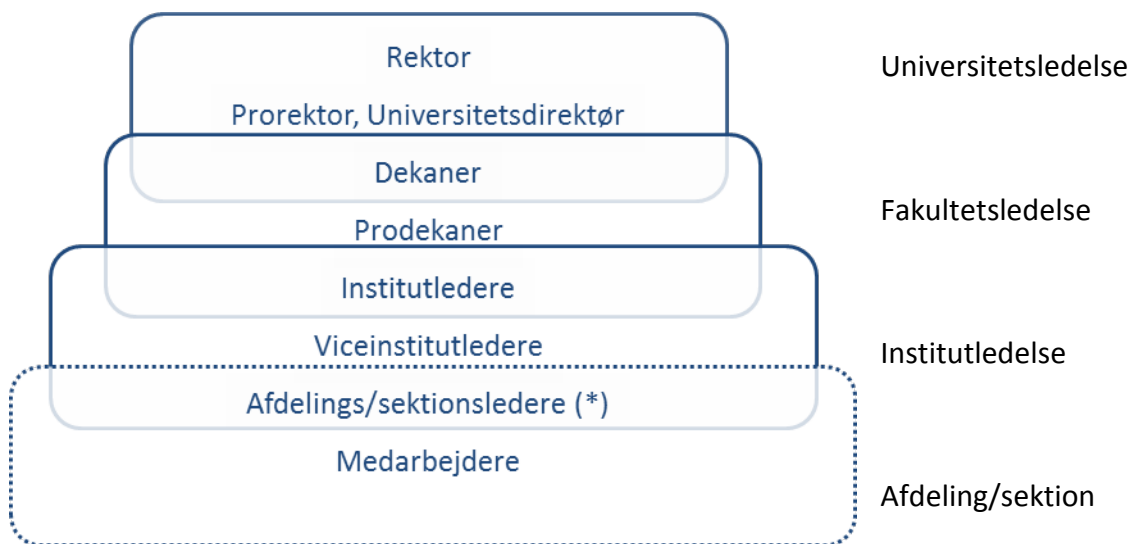 Rektor
Universitetsledelse
Prorektor, Universitetsdirektør
Dekaner
Fakultetsledelse
Prodekaner
Institutledere
Viceinstitutledere
Institutledelse
Afdelings/sektionsledere (*)
Medarbejdere
Afdeling/sektion